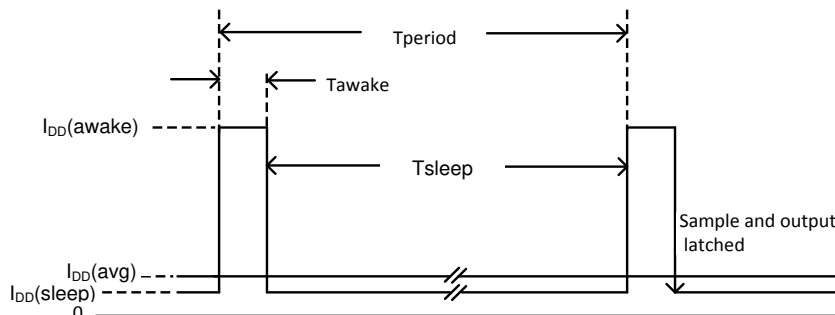 Tperiod
Tawake
IDD(awake)
Tsleep
Sample and output
latched
IDD(avg)
IDD(sleep)
0